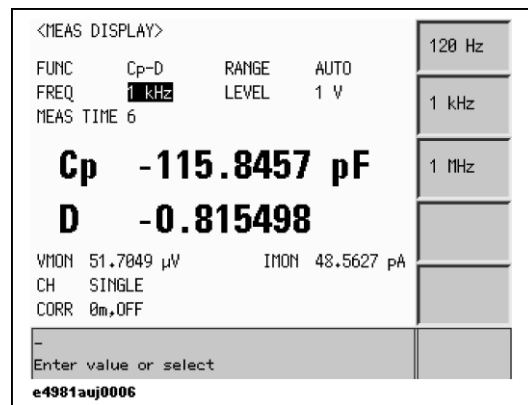 <MEAS DISPLAY>
FUNC Cp-D RANGE AUTO
FREQ 1 kHz LEVEL 1 V
MEAS TIME 6
Cp -115.8457 pF
D -0.815498
VMON 51.7049 µV IMON 48.5627 pA
CH SINGLE
CORR 0m,OFF
120 Hz
1 kHz
1 MHz
-
Enter value or select
e4981auj0006